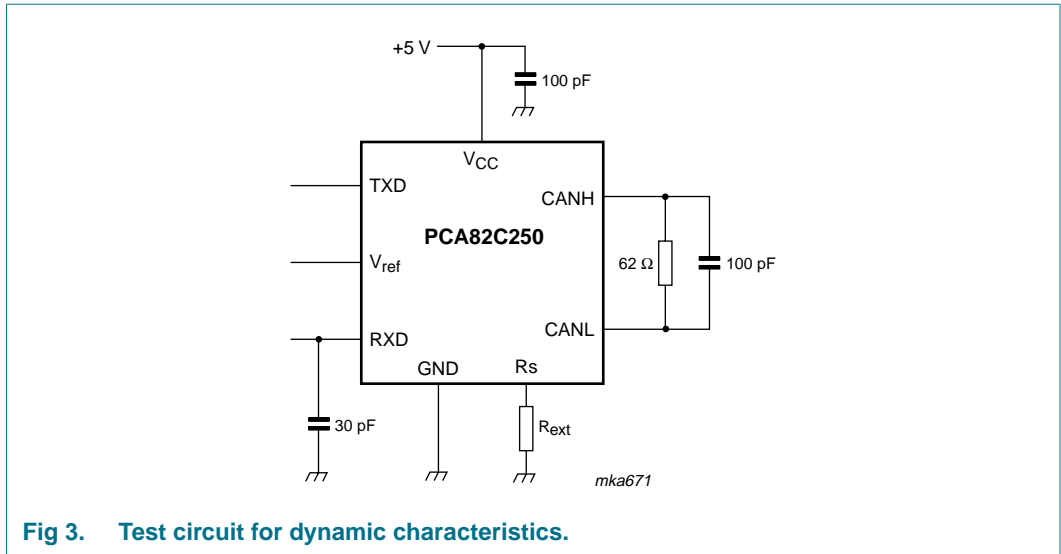 +5 V
100 pF
VCC
TXD
CANH
PCA82C250
Vref
62 Ω
100 pF
RXD
CANL
GND
Rs
30 pF
Rext
mka671
Fig 3. Test circuit for dynamic characteristics.